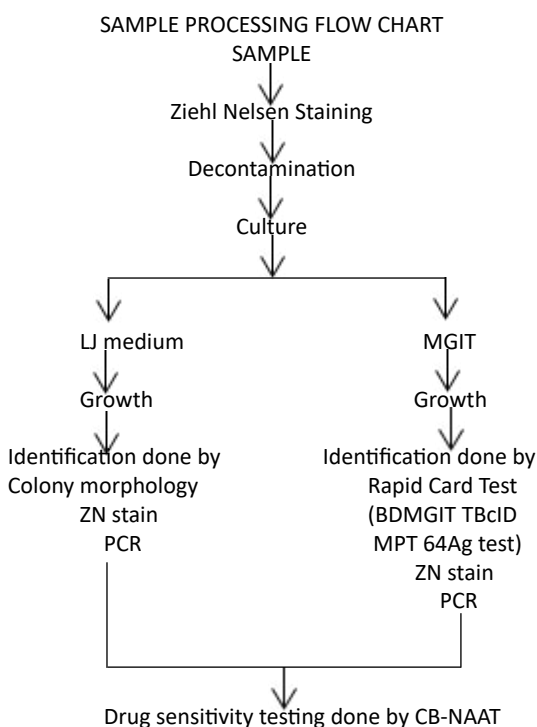 SAMPLE PROCESSING FLOW CHART
SAMPLE
Ziehl Nelsen Staining
Decontamination
Culture
LJ medium
Growth
Identification done by
Colony morphology
ZN stain
PCR
MGIT
Growth
Identification done by
Rapid Card Test
(BDMGIT TBcID
MPT 64Ag test)
ZN stain
PCR
Drug sensitivity testing done by CB-NAAT